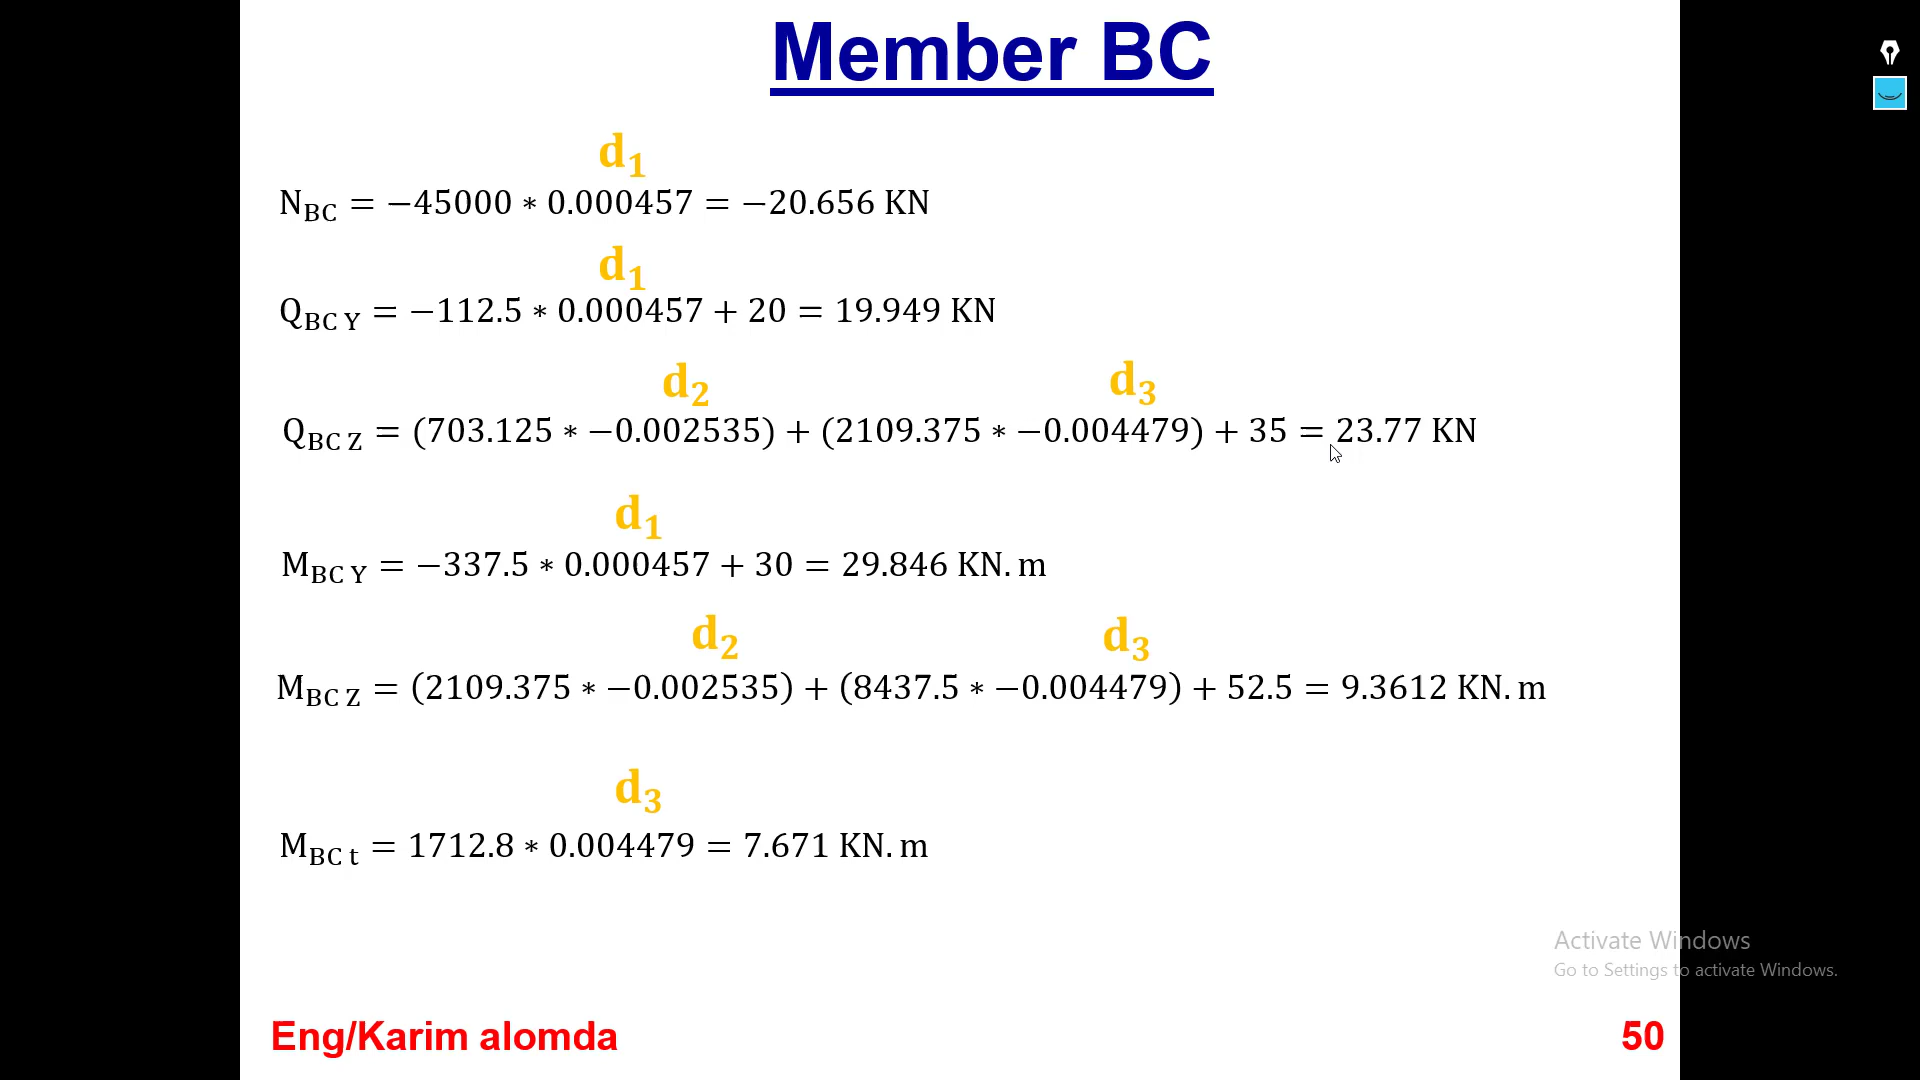 Member BC
d₁
N_BC = −45000 ∗ 0.000457 = −20.656 KN
d₁
Q_BC Y = −112.5 ∗ 0.000457 + 20 = 19.949 KN
d₂ d₃
Q_BC Z = (703.125 ∗ −0.002535) + (2109.375 ∗ −0.004479) + 35 = 23.77 KN
d₁
M_BC Y = −337.5 ∗ 0.000457 + 30 = 29.846 KN. m
d₂ d₃
M_BC Z = (2109.375 ∗ −0.002535) + (8437.5 ∗ −0.004479) + 52.5 = 9.3612 KN. m
d₃
M_BC t = 1712.8 ∗ 0.004479 = 7.671 KN. m
Activate Windows
Go to Settings to activate Windows.
Eng/Karim alomda 50